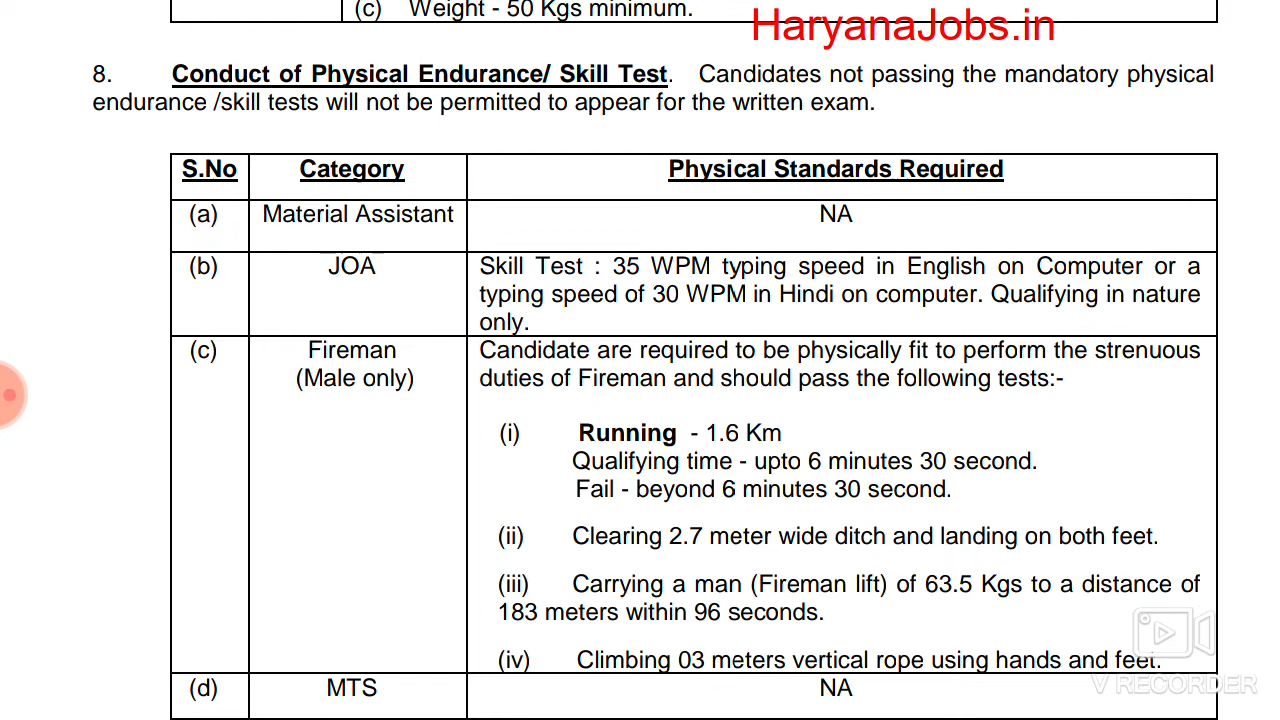 (c) Weight - 50 Kgs minimum.
HaryanaJobs.in
8. Conduct of Physical Endurance/ Skill Test. Candidates not passing the mandatory physical
endurance /skill tests will not be permitted to appear for the written exam.
S.No Category Physical Standards Required
(a) Material Assistant NA
(b) JOA Skill Test : 35 WPM typing speed in English on Computer or a
typing speed of 30 WPM in Hindi on computer. Qualifying in nature
only.
(c) Fireman Candidate are required to be physically fit to perform the strenuous
(Male only) duties of Fireman and should pass the following tests:-
(i) Running - 1.6 Km
Qualifying time - upto 6 minutes 30 second.
Fail - beyond 6 minutes 30 second.
(ii) Clearing 2.7 meter wide ditch and landing on both feet.
(iii) Carrying a man (Fireman lift) of 63.5 Kgs to a distance of
183 meters within 96 seconds.
(iv) Climbing 03 meters vertical rope using hands and feet.
(d) MTS NA
V RECORDER